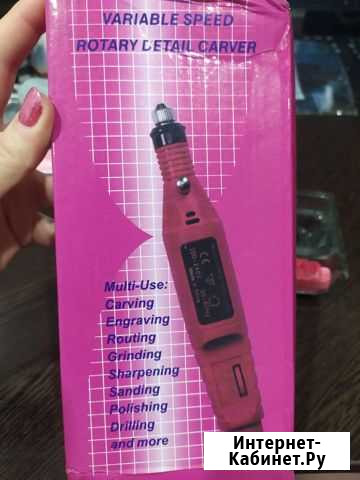 VARIABLE SPEED
ROTARY DETAIL CARVER
Multi-Use:
Carving
Engraving
Routing
Grinding
Sharpening
Sanding
Polishing
Drilling
and more
Интернет-
Кабинет.Ру